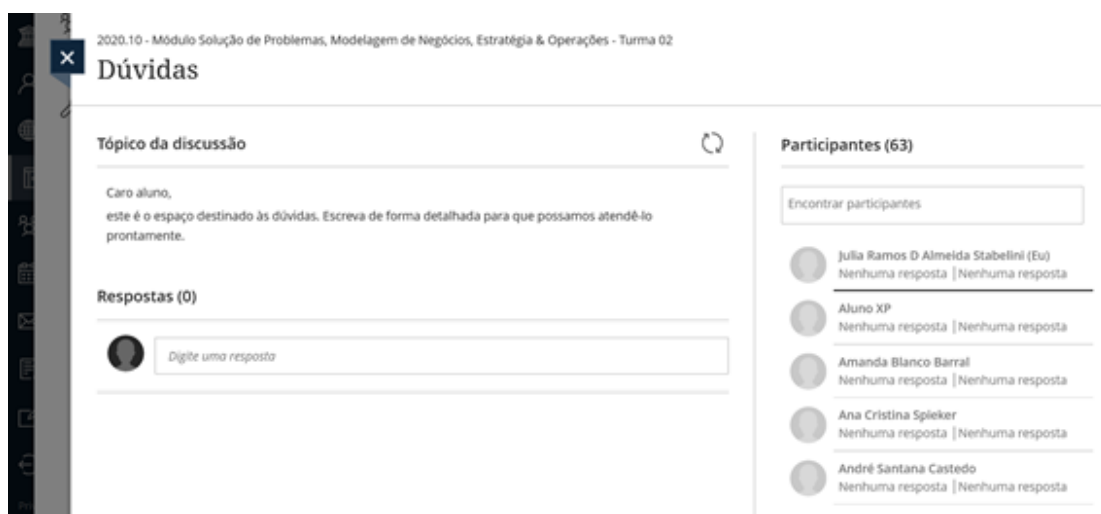 2020.10 - Módulo Solução de Problemas, Modelagem de Negócios, Estratégia & Operações - Turma 02
Dúvidas
Tópico da discussão
Caro aluno,
este é o espaço destinado às dúvidas. Escreva de forma detalhada para que possamos atendê-lo
prontamente.
Respostas (0)
Digite uma resposta
Participantes (63)
Encontrar participantes
Julia Ramos D Almeida Stabelini (Eu)
Nenhuma resposta | Nenhuma resposta
Aluno XP
Nenhuma resposta | Nenhuma resposta
Amanda Blanco Barral
Nenhuma resposta | Nenhuma resposta
Ana Cristina Spieker
Nenhuma resposta | Nenhuma resposta
André Santana Castedo
Nenhuma resposta | Nenhuma resposta